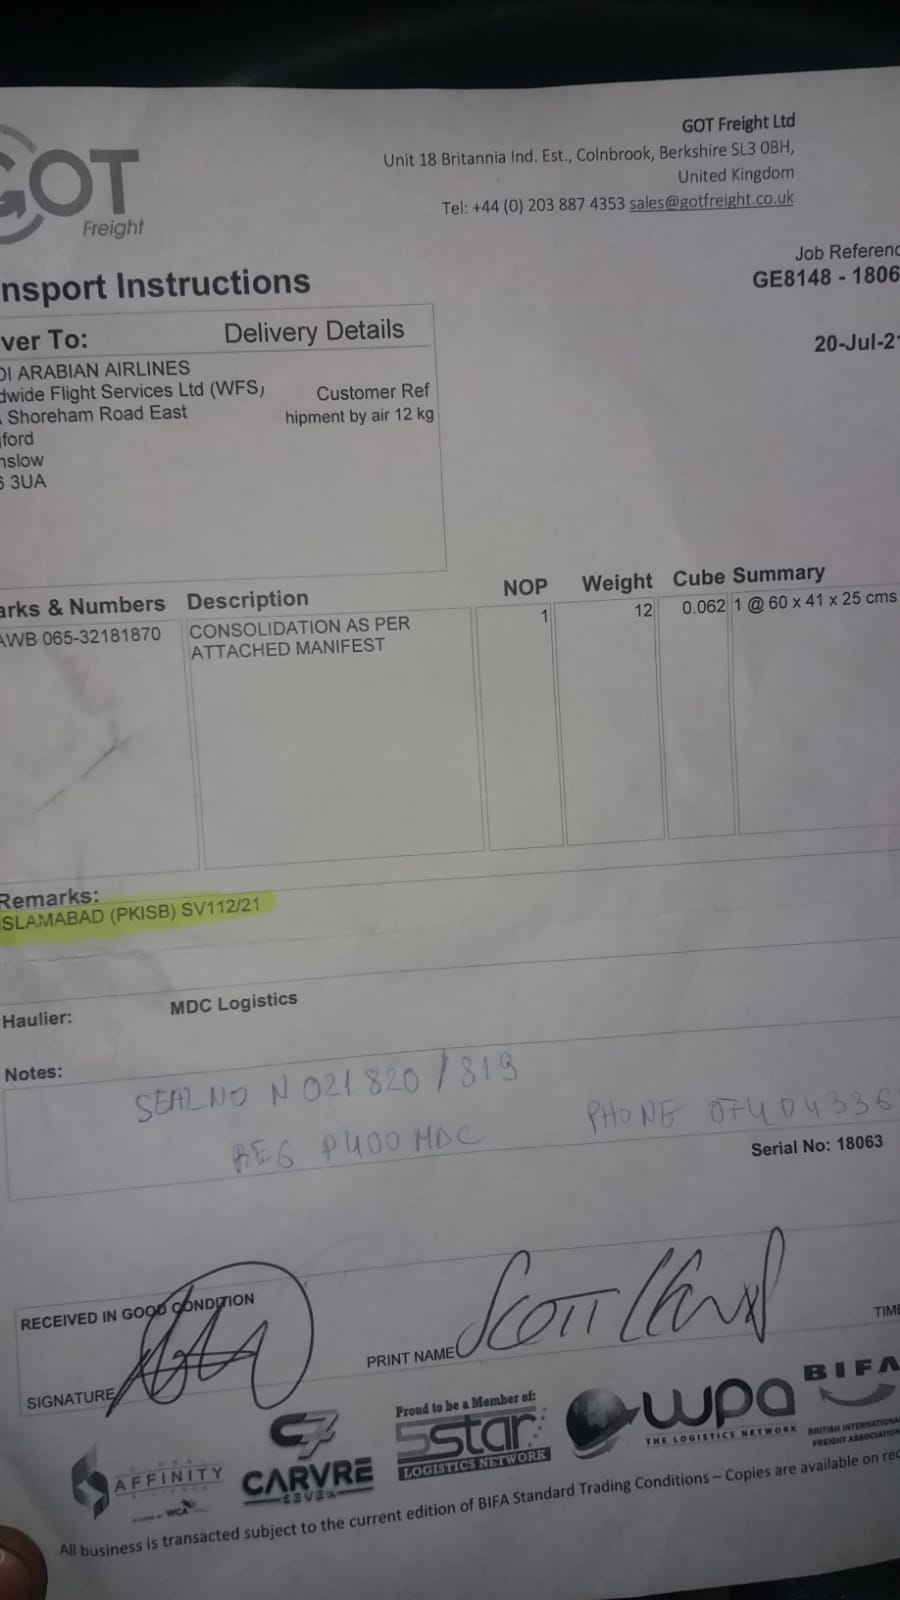 GOT
Freight
GOT Freight Ltd
Unit 18 Britannia Ind. Est., Colnbrook, Berkshire SL3 0BH,
United Kingdom
Tel: +44 (0) 203 887 4353 sales@gotfreight.co.uk
Job Referenc
GE8148 - 1806
20-Jul-2
nsport Instructions
ver To:
Delivery Details
DI ARABIAN AIRLINES
dwide Flight Services Ltd (WFS)
Shoreham Road East
ford
nslow
3UA
Customer Ref
hipment by air 12 kg
arks & Numbers Description NOP Weight Cube Summary
AWB 065-32181870 CONSOLIDATION AS PER 1 12 0.062 1 @ 60 x 41 x 25 cms
ATTACHED MANIFEST
Remarks:
SLAMABAD (PKISB) SV112/21
Haulier: MDC Logistics
Notes:
SEAL NO N 021820 / 819
REG P400 MDC
PHONE 07404336
Serial No: 18063
RECEIVED IN GOOD CONDITION
SIGNATURE
PRINT NAME SCOTT
TIME
AFFINITY
WCA
C7
CARVRE
SEVEN
Proud to be a Member of:
5star
LOGISTICS NETWORK
wpa
THE LOGISTICS NETWORK
BIFA
BRITISH INTERNATIONAL
FREIGHT ASSOCIATION
All business is transacted subject to the current edition of BIFA Standard Trading Conditions – Copies are available on req